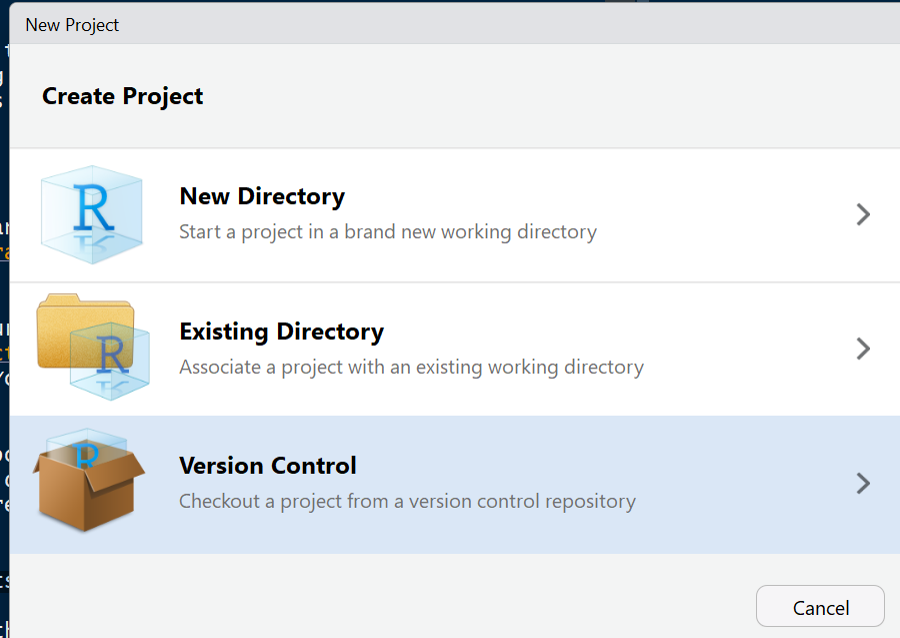 New Project
Create Project
R
New Directory
Start a project in a brand new working directory
R
Existing Directory
Associate a project with an existing working directory
R
Version Control
Checkout a project from a version control repository
Cancel